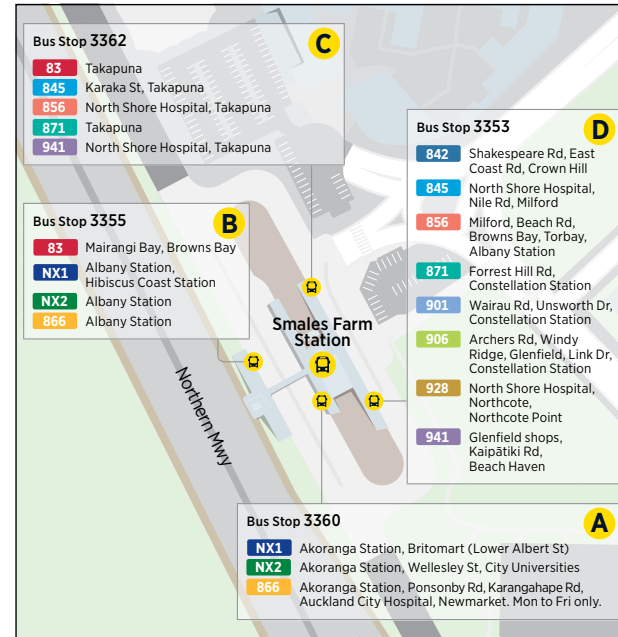 Bus Stop 3362
C
83 Takapuna
845 Karaka St, Takapuna
856 North Shore Hospital, Takapuna
871 Takapuna
941 North Shore Hospital, Takapuna
Bus Stop 3353
D
842 Shakespeare Rd, East
Coast Rd, Crown Hill
845 North Shore Hospital,
Nile Rd, Milford
856 Milford, Beach Rd,
Browns Bay, Torbay,
Albany Station
871 Forrest Hill Rd,
Constellation Station
901 Wairau Rd, Unsworth Dr,
Constellation Station
906 Archers Rd, Windy
Ridge, Glenfield, Link Dr,
Constellation Station
928 North Shore Hospital,
Northcote,
Northcote Point
941 Glenfield shops,
Kaipātiki Rd,
Beach Haven
Bus Stop 3355
B
83 Mairangi Bay, Browns Bay
NX1 Albany Station,
Hibiscus Coast Station
NX2 Albany Station
866 Albany Station
Smales Farm
Station
Northern Mwy
Bus Stop 3360
A
NX1 Akoranga Station, Britomart (Lower Albert St)
NX2 Akoranga Station, Wellesley St, City Universities
866 Akoranga Station, Ponsonby Rd, Karangahape Rd,
Auckland City Hospital, Newmarket. Mon to Fri only.